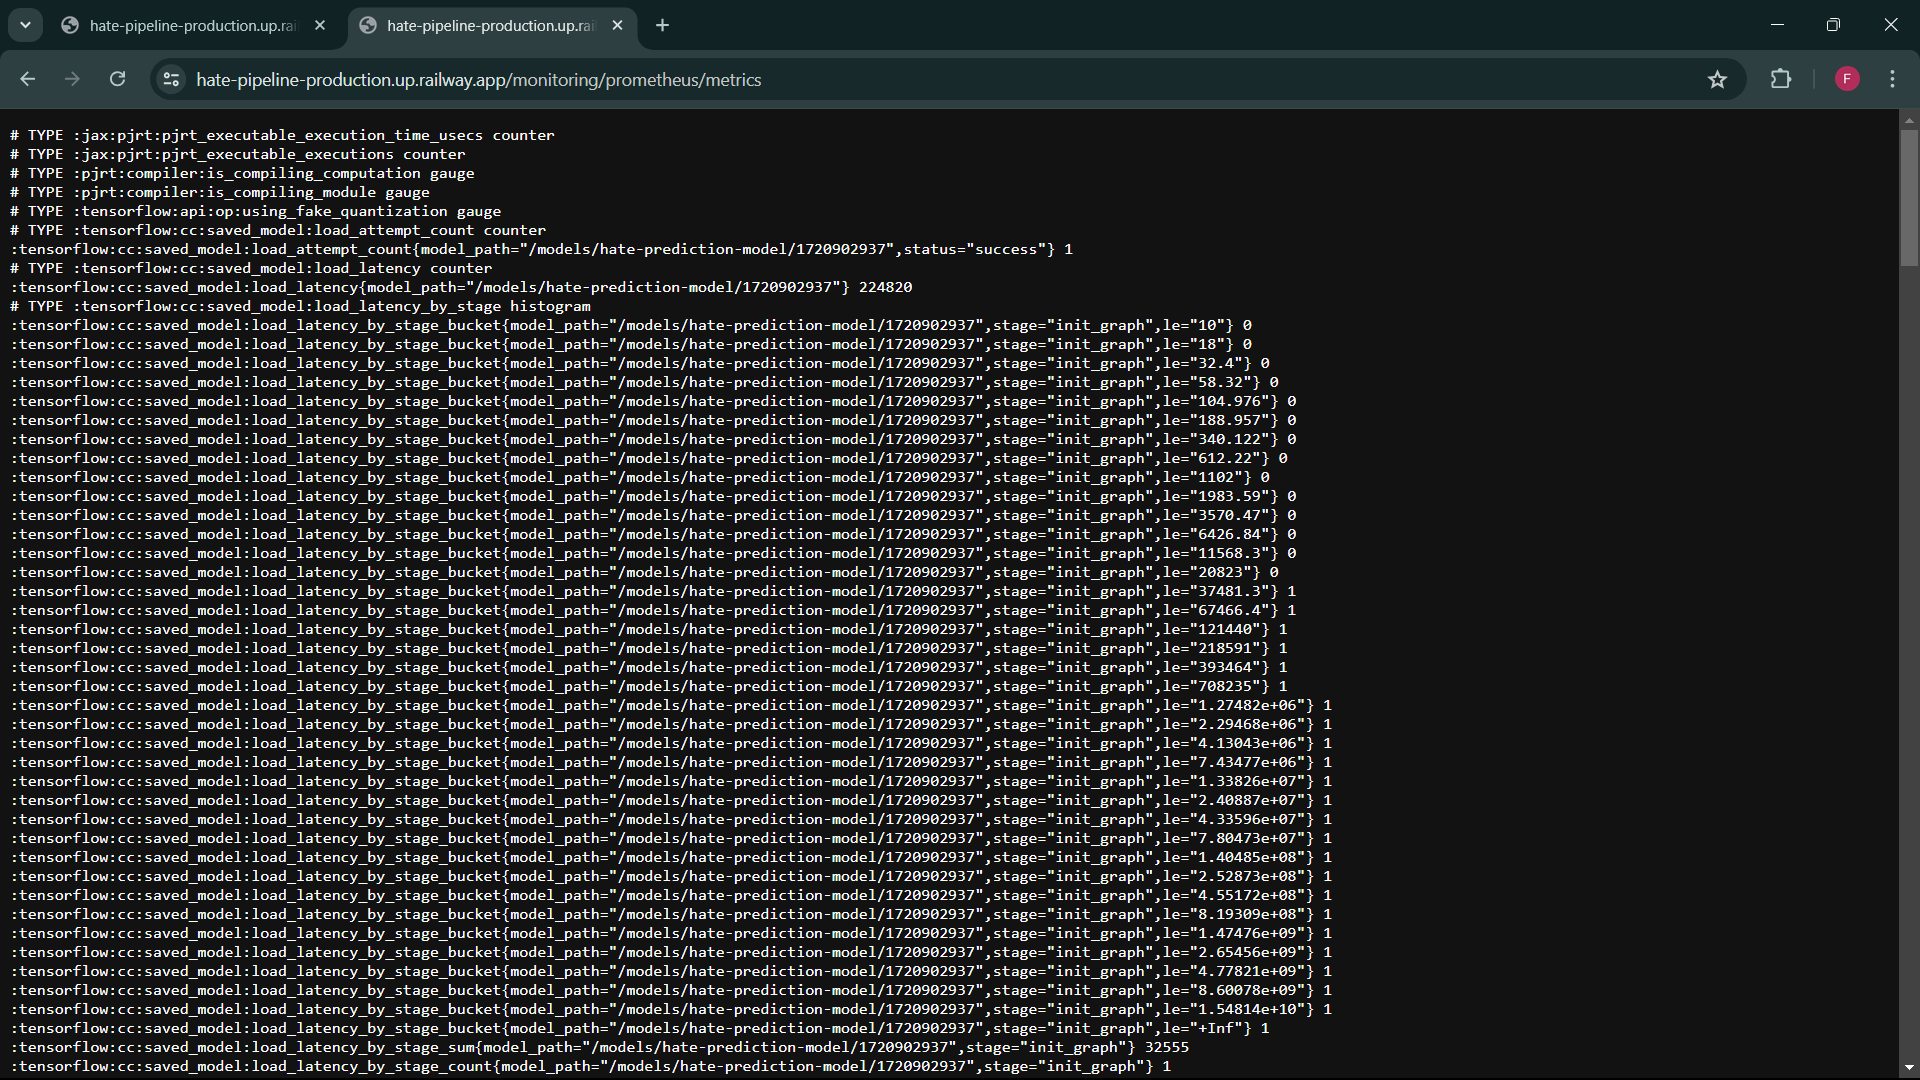 hate-pipeline-production.up.rai
hate-pipeline-production.up.rai
hate-pipeline-production.up.railway.app/monitoring/prometheus/metrics
F
# TYPE :jax:pjrt:pjrt_executable_execution_time_usecs counter
# TYPE :jax:pjrt:pjrt_executable_executions counter
# TYPE :pjrt:compiler:is_compiling_computation gauge
# TYPE :pjrt:compiler:is_compiling_module gauge
# TYPE :tensorflow:api:op:using_fake_quantization gauge
# TYPE :tensorflow:cc:saved_model:load_attempt_count counter
:tensorflow:cc:saved_model:load_attempt_count{model_path="/models/hate-prediction-model/1720902937",status="success"} 1
# TYPE :tensorflow:cc:saved_model:load_latency counter
:tensorflow:cc:saved_model:load_latency{model_path="/models/hate-prediction-model/1720902937"} 224820
# TYPE :tensorflow:cc:saved_model:load_latency_by_stage histogram
:tensorflow:cc:saved_model:load_latency_by_stage_bucket{model_path="/models/hate-prediction-model/1720902937",stage="init_graph",le="10"} 0
:tensorflow:cc:saved_model:load_latency_by_stage_bucket{model_path="/models/hate-prediction-model/1720902937",stage="init_graph",le="18"} 0
:tensorflow:cc:saved_model:load_latency_by_stage_bucket{model_path="/models/hate-prediction-model/1720902937",stage="init_graph",le="32.4"} 0
:tensorflow:cc:saved_model:load_latency_by_stage_bucket{model_path="/models/hate-prediction-model/1720902937",stage="init_graph",le="58.32"} 0
:tensorflow:cc:saved_model:load_latency_by_stage_bucket{model_path="/models/hate-prediction-model/1720902937",stage="init_graph",le="104.976"} 0
:tensorflow:cc:saved_model:load_latency_by_stage_bucket{model_path="/models/hate-prediction-model/1720902937",stage="init_graph",le="188.957"} 0
:tensorflow:cc:saved_model:load_latency_by_stage_bucket{model_path="/models/hate-prediction-model/1720902937",stage="init_graph",le="340.122"} 0
:tensorflow:cc:saved_model:load_latency_by_stage_bucket{model_path="/models/hate-prediction-model/1720902937",stage="init_graph",le="612.22"} 0
:tensorflow:cc:saved_model:load_latency_by_stage_bucket{model_path="/models/hate-prediction-model/1720902937",stage="init_graph",le="1102"} 0
:tensorflow:cc:saved_model:load_latency_by_stage_bucket{model_path="/models/hate-prediction-model/1720902937",stage="init_graph",le="1983.59"} 0
:tensorflow:cc:saved_model:load_latency_by_stage_bucket{model_path="/models/hate-prediction-model/1720902937",stage="init_graph",le="3570.47"} 0
:tensorflow:cc:saved_model:load_latency_by_stage_bucket{model_path="/models/hate-prediction-model/1720902937",stage="init_graph",le="6426.84"} 0
:tensorflow:cc:saved_model:load_latency_by_stage_bucket{model_path="/models/hate-prediction-model/1720902937",stage="init_graph",le="11568.3"} 0
:tensorflow:cc:saved_model:load_latency_by_stage_bucket{model_path="/models/hate-prediction-model/1720902937",stage="init_graph",le="20823"} 0
:tensorflow:cc:saved_model:load_latency_by_stage_bucket{model_path="/models/hate-prediction-model/1720902937",stage="init_graph",le="37481.3"} 1
:tensorflow:cc:saved_model:load_latency_by_stage_bucket{model_path="/models/hate-prediction-model/1720902937",stage="init_graph",le="67466.4"} 1
:tensorflow:cc:saved_model:load_latency_by_stage_bucket{model_path="/models/hate-prediction-model/1720902937",stage="init_graph",le="121440"} 1
:tensorflow:cc:saved_model:load_latency_by_stage_bucket{model_path="/models/hate-prediction-model/1720902937",stage="init_graph",le="218591"} 1
:tensorflow:cc:saved_model:load_latency_by_stage_bucket{model_path="/models/hate-prediction-model/1720902937",stage="init_graph",le="393464"} 1
:tensorflow:cc:saved_model:load_latency_by_stage_bucket{model_path="/models/hate-prediction-model/1720902937",stage="init_graph",le="708235"} 1
:tensorflow:cc:saved_model:load_latency_by_stage_bucket{model_path="/models/hate-prediction-model/1720902937",stage="init_graph",le="1.27482e+06"} 1
:tensorflow:cc:saved_model:load_latency_by_stage_bucket{model_path="/models/hate-prediction-model/1720902937",stage="init_graph",le="2.29468e+06"} 1
:tensorflow:cc:saved_model:load_latency_by_stage_bucket{model_path="/models/hate-prediction-model/1720902937",stage="init_graph",le="4.13043e+06"} 1
:tensorflow:cc:saved_model:load_latency_by_stage_bucket{model_path="/models/hate-prediction-model/1720902937",stage="init_graph",le="7.43477e+06"} 1
:tensorflow:cc:saved_model:load_latency_by_stage_bucket{model_path="/models/hate-prediction-model/1720902937",stage="init_graph",le="1.33826e+07"} 1
:tensorflow:cc:saved_model:load_latency_by_stage_bucket{model_path="/models/hate-prediction-model/1720902937",stage="init_graph",le="2.40887e+07"} 1
:tensorflow:cc:saved_model:load_latency_by_stage_bucket{model_path="/models/hate-prediction-model/1720902937",stage="init_graph",le="4.33596e+07"} 1
:tensorflow:cc:saved_model:load_latency_by_stage_bucket{model_path="/models/hate-prediction-model/1720902937",stage="init_graph",le="7.80473e+07"} 1
:tensorflow:cc:saved_model:load_latency_by_stage_bucket{model_path="/models/hate-prediction-model/1720902937",stage="init_graph",le="1.40485e+08"} 1
:tensorflow:cc:saved_model:load_latency_by_stage_bucket{model_path="/models/hate-prediction-model/1720902937",stage="init_graph",le="2.52873e+08"} 1
:tensorflow:cc:saved_model:load_latency_by_stage_bucket{model_path="/models/hate-prediction-model/1720902937",stage="init_graph",le="4.55172e+08"} 1
:tensorflow:cc:saved_model:load_latency_by_stage_bucket{model_path="/models/hate-prediction-model/1720902937",stage="init_graph",le="8.19309e+08"} 1
:tensorflow:cc:saved_model:load_latency_by_stage_bucket{model_path="/models/hate-prediction-model/1720902937",stage="init_graph",le="1.47476e+09"} 1
:tensorflow:cc:saved_model:load_latency_by_stage_bucket{model_path="/models/hate-prediction-model/1720902937",stage="init_graph",le="2.65456e+09"} 1
:tensorflow:cc:saved_model:load_latency_by_stage_bucket{model_path="/models/hate-prediction-model/1720902937",stage="init_graph",le="4.77821e+09"} 1
:tensorflow:cc:saved_model:load_latency_by_stage_bucket{model_path="/models/hate-prediction-model/1720902937",stage="init_graph",le="8.60078e+09"} 1
:tensorflow:cc:saved_model:load_latency_by_stage_bucket{model_path="/models/hate-prediction-model/1720902937",stage="init_graph",le="1.54814e+10"} 1
:tensorflow:cc:saved_model:load_latency_by_stage_bucket{model_path="/models/hate-prediction-model/1720902937",stage="init_graph",le="+Inf"} 1
:tensorflow:cc:saved_model:load_latency_by_stage_sum{model_path="/models/hate-prediction-model/1720902937",stage="init_graph"} 32555
:tensorflow:cc:saved_model:load_latency_by_stage_count{model_path="/models/hate-prediction-model/1720902937",stage="init_graph"} 1